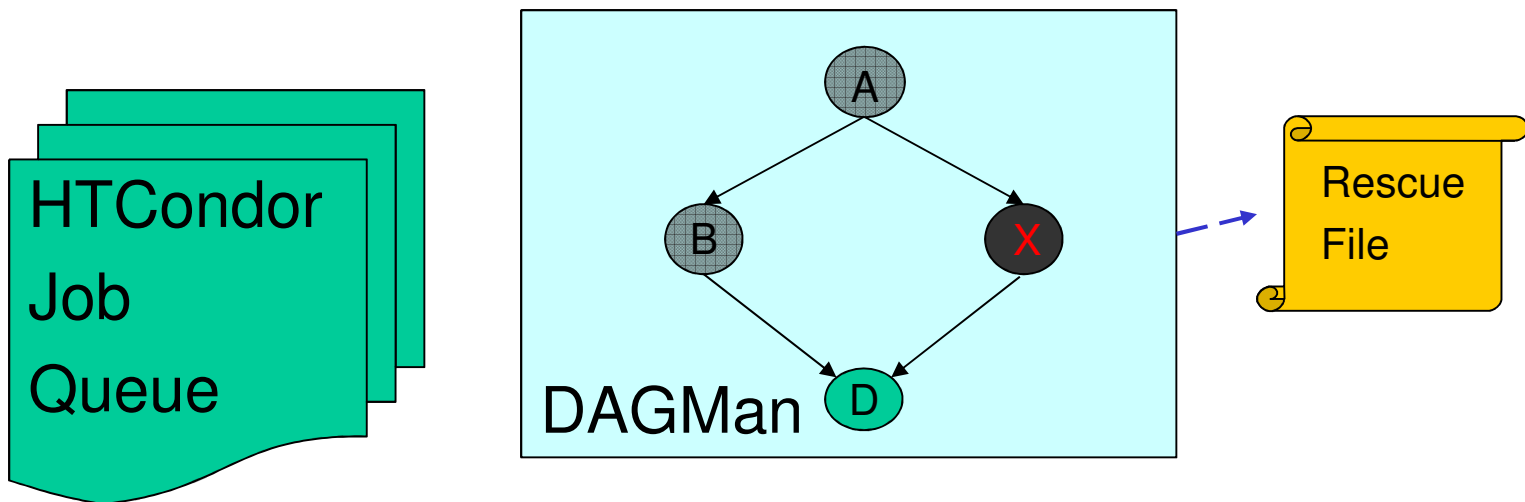 HTCondor
Job
Queue
A
B
X
D
DAGMan
Rescue
File